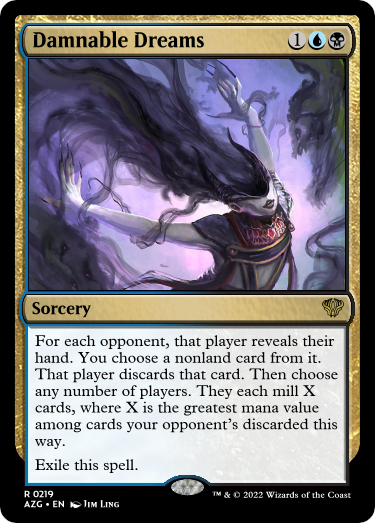 Damnable Dreams 1
Sorcery
For each opponent, that player reveals their
hand. You choose a nonland card from it.
That player discards that card. Then choose
any number of players. They each mill X
cards, where X is the greatest mana value
among cards your opponent's discarded this
way.
Exile this spell.
R 0219
AZG • EN Jim Ling
™ & © 2022 Wizards of the Coast